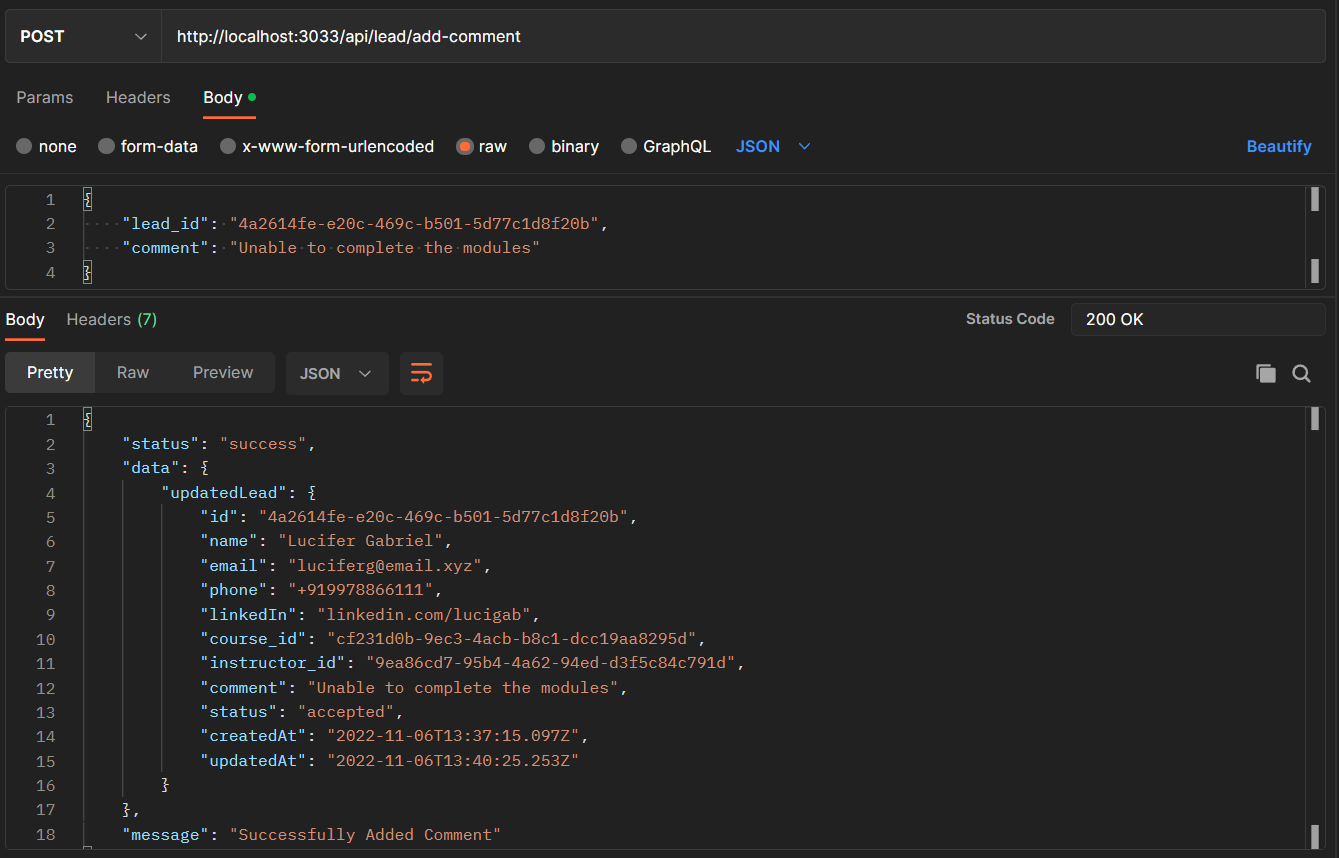 POST http://localhost:3033/api/lead/add-comment
Params Headers Body
none form-data x-www-form-urlencoded raw binary GraphQL JSON Beautify
1 {
2 "lead_id": "4a2614fe-e20c-469c-b501-5d77c1d8f20b",
3 "comment": "Unable to complete the modules"
4 }
Body Headers (7) Status Code 200 OK
Pretty Raw Preview JSON
1 {
2 "status": "success",
3 "data": {
4 "updatedLead": {
5 "id": "4a2614fe-e20c-469c-b501-5d77c1d8f20b",
6 "name": "Lucifer Gabriel",
7 "email": "luciferg@email.xyz",
8 "phone": "+919978866111",
9 "linkedIn": "linkedin.com/lucigab",
10 "course_id": "cf231d0b-9ec3-4acb-b8c1-dcc19aa8295d",
11 "instructor_id": "9ea86cd7-95b4-4a62-94ed-d3f5c84c791d",
12 "comment": "Unable to complete the modules",
13 "status": "accepted",
14 "createdAt": "2022-11-06T13:37:15.097Z",
15 "updatedAt": "2022-11-06T13:40:25.253Z"
16 }
17 },
18 "message": "Successfully Added Comment"